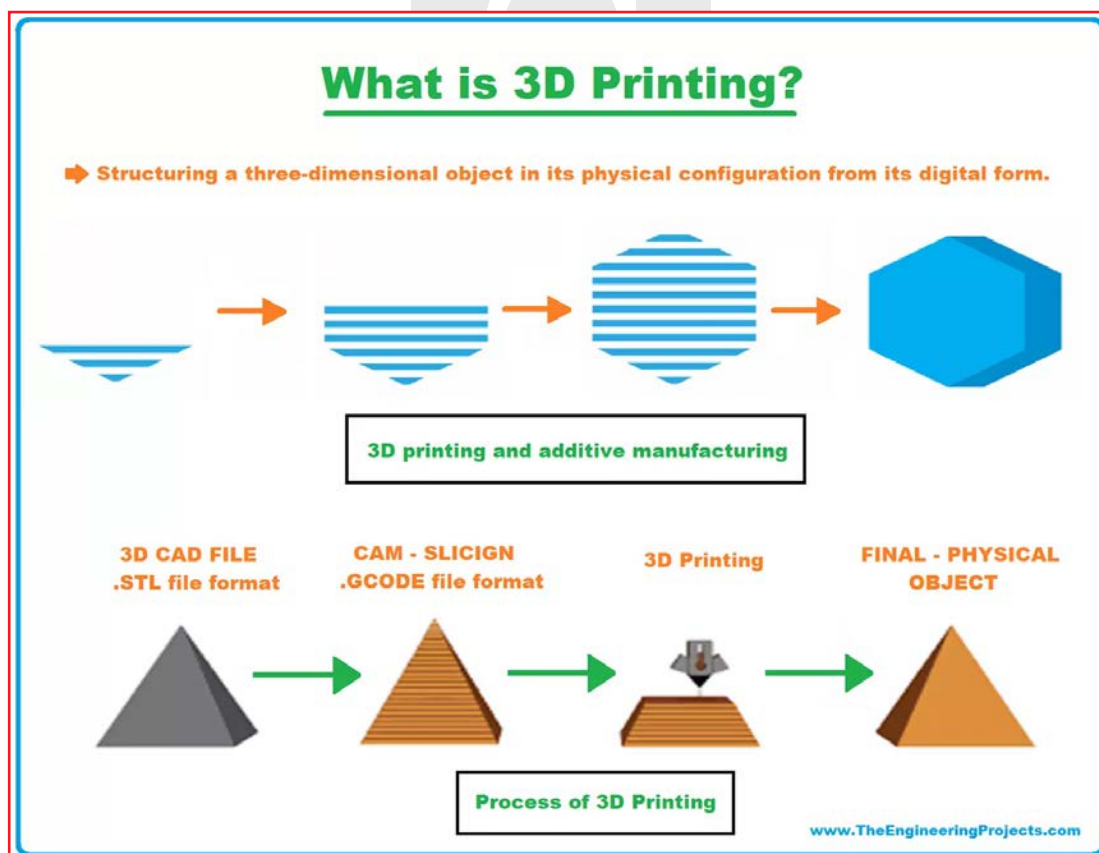 What is 3D Printing?
Structuring a three-dimensional object in its physical configuration from its digital form.
3D printing and additive manufacturing
3D CAD FILE
.STL file format
CAM - SLICIGN
.GCODE file format
3D Printing
FINAL - PHYSICAL
OBJECT
Process of 3D Printing
www.TheEngineeringProjects.com